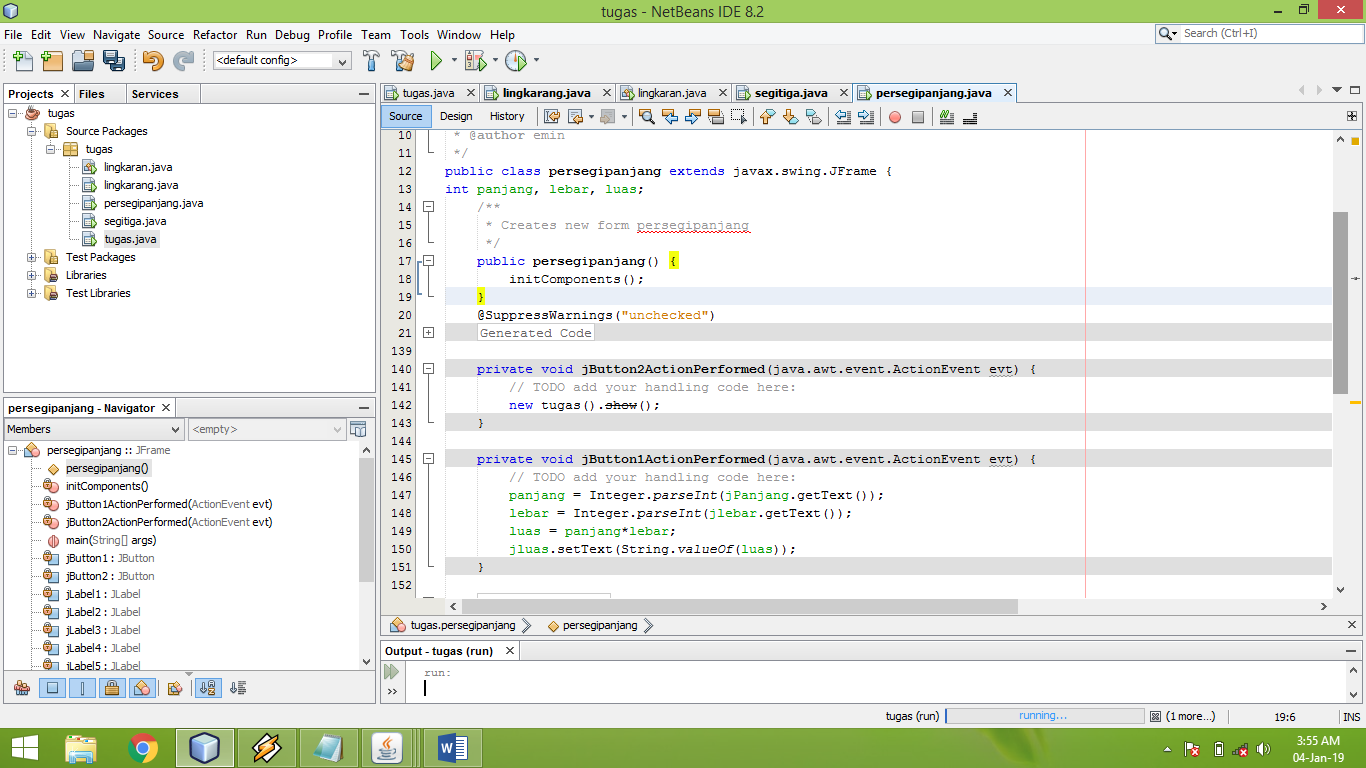 tugas - NetBeans IDE 8.2
File Edit View Navigate Source Refactor Run Debug Profile Team Tools Window Help
Search (Ctrl+I)
<default config>
Projects Files Services
tugas
Source Packages
tugas
lingkaran.java
lingkarang.java
persegipanjang.java
segitiga.java
tugas.java
Test Packages
Libraries
Test Libraries
persegipanjang - Navigator
Members <empty>
persegipanjang :: JFrame
persegipanjang()
initComponents()
jButton1ActionPerformed(ActionEvent evt)
jButton2ActionPerformed(ActionEvent evt)
main(String[] args)
jButton1 : JButton
jButton2 : JButton
jLabel1 : JLabel
jLabel2 : JLabel
jLabel3 : JLabel
jLabel4 : JLabel
jLabel5 : JLabel
tugas.java lingkarang.java lingkaran.java segitiga.java persegipanjang.java
Source Design History
10 * @author emin
11 */
12 public class persegipanjang extends javax.swing.JFrame {
13 int panjang, lebar, luas;
14 /**
15 * Creates new form persegipanjang
16 */
17 public persegipanjang() {
18 initComponents();
19 }
20 @SuppressWarnings("unchecked")
21 Generated Code
139
140 private void jButton2ActionPerformed(java.awt.event.ActionEvent evt) {
141 // TODO add your handling code here:
142 new tugas().show();
143 }
144
145 private void jButton1ActionPerformed(java.awt.event.ActionEvent evt) {
146 // TODO add your handling code here:
147 panjang = Integer.parseInt(jPanjang.getText());
148 lebar = Integer.parseInt(jlebar.getText());
149 luas = panjang*lebar;
150 jluas.setText(String.valueOf(luas));
151 }
152
tugas.persegipanjang persegipanjang
Output - tugas (run)
run:
tugas (run) running... (1 more...) 19:6 INS
3:55 AM
04-Jan-19